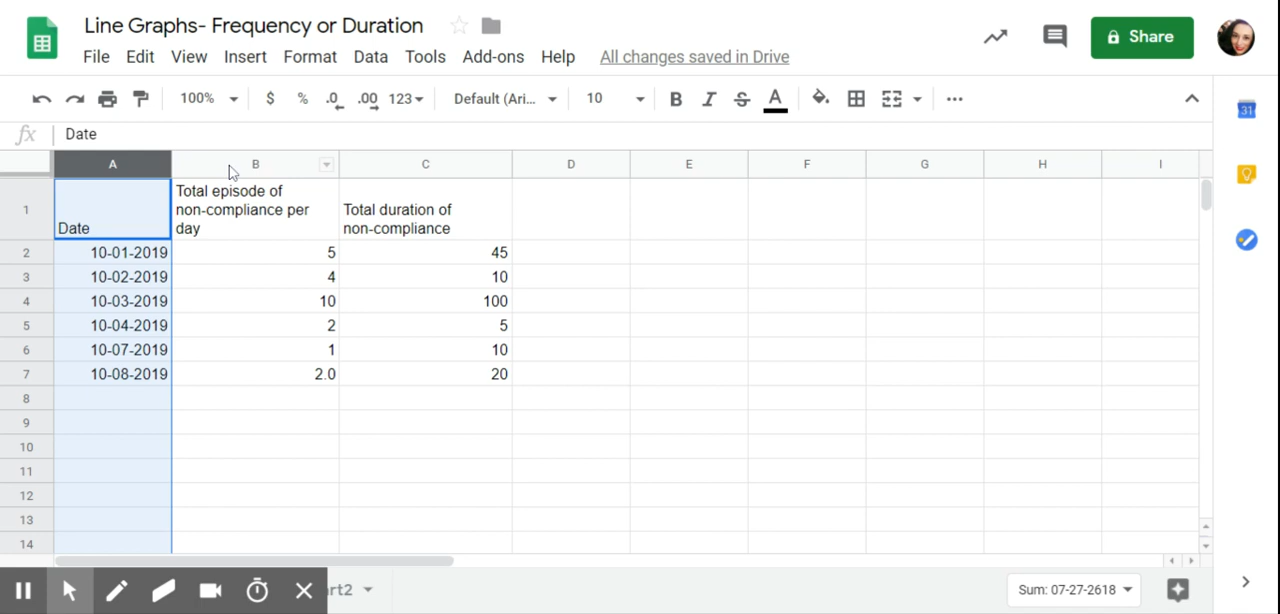 Line Graphs- Frequency or Duration
File Edit View Insert Format Data Tools Add-ons Help All changes saved in Drive
Share
100% $ % .0 .00 123 Default (Ari... 10 B I S A ...
fx Date
A B C D E F G H I
1 Date Total episode of non-compliance per day Total duration of non-compliance
2 10-01-2019 5 45
3 10-02-2019 4 10
4 10-03-2019 10 100
5 10-04-2019 2 5
6 10-07-2019 1 10
7 10-08-2019 2.0 20
8
9
10
11
12
13
14
31
rt2 Sum: 07-27-2618